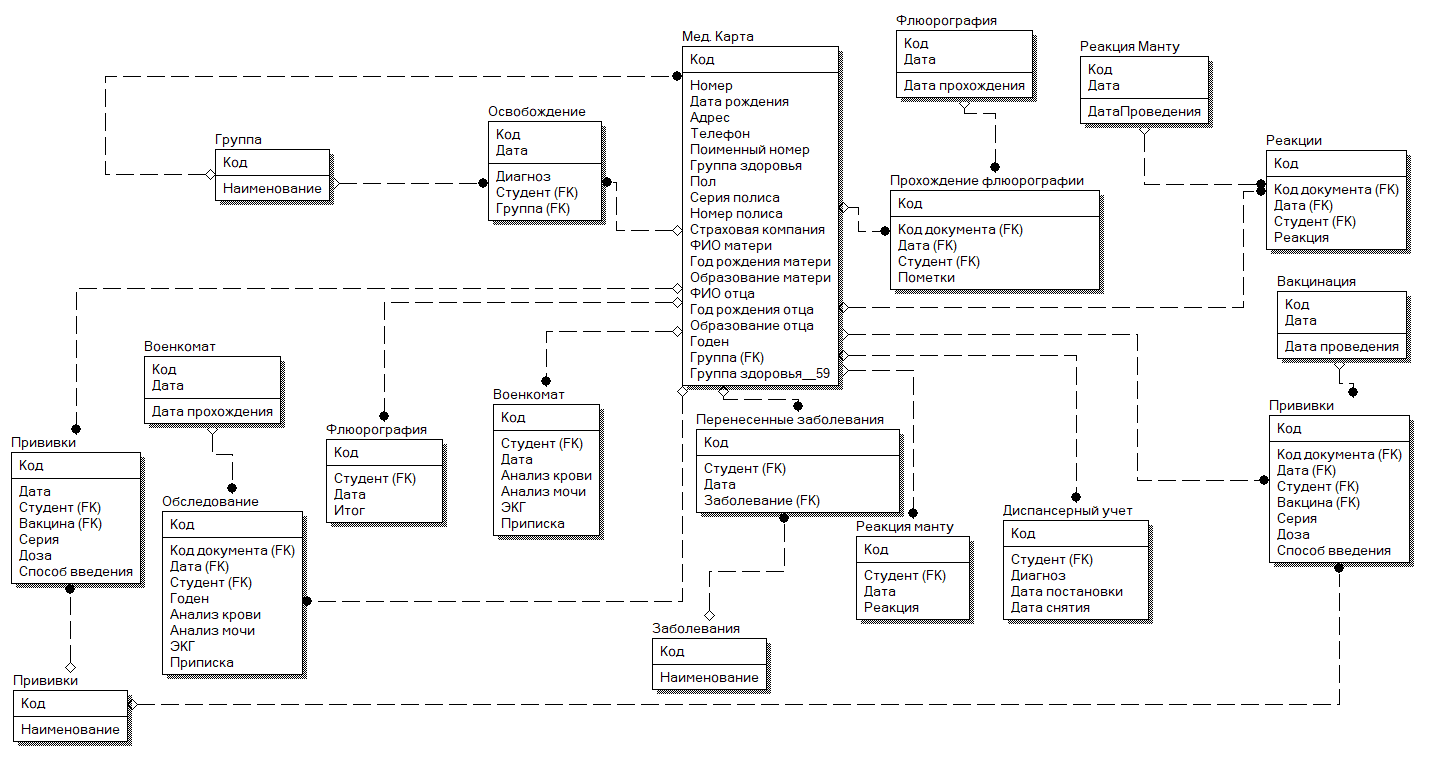 Мед. Карта
Код
Номер
Дата рождения
Адрес
Телефон
Поименный номер
Группа здоровья
Пол
Серия полиса
Номер полиса
Страховая компания
ФИО матери
Год рождения матери
Образование матери
ФИО отца
Год рождения отца
Образование отца
Годен
Группа (FK)
Группа здоровья__59
Флюорография
Код
Дата
Дата прохождения
Реакция Манту
Код
Дата
ДатаПроведения
Освобождение
Код
Дата
Диагноз
Студент (FK)
Группа (FK)
Группа
Код
Наименование
Реакции
Код
Код документа (FK)
Дата (FK)
Студент (FK)
Реакция
Прохождение флюорографии
Код
Код документа (FK)
Дата (FK)
Студент (FK)
Пометки
Вакцинация
Код
Дата
Дата проведения
Военкомат
Код
Дата
Дата прохождения
Военкомат
Код
Студент (FK)
Дата
Анализ крови
Анализ мочи
ЭКГ
Приписка
Прививки
Код
Код документа (FK)
Дата (FK)
Студент (FK)
Вакцина (FK)
Серия
Доза
Способ введения
Перенесенные заболевания
Код
Студент (FK)
Дата
Заболевание (FK)
Флюорография
Код
Студент (FK)
Дата
Итог
Прививки
Код
Дата
Студент (FK)
Вакцина (FK)
Серия
Доза
Способ введения
Обследование
Код
Код документа (FK)
Дата (FK)
Студент (FK)
Годен
Анализ крови
Анализ мочи
ЭКГ
Приписка
Диспансерный учет
Код
Студент (FK)
Диагноз
Дата постановки
Дата снятия
Реакция манту
Код
Студент (FK)
Дата
Реакция
Заболевания
Код
Наименование
Прививки
Код
Наименование